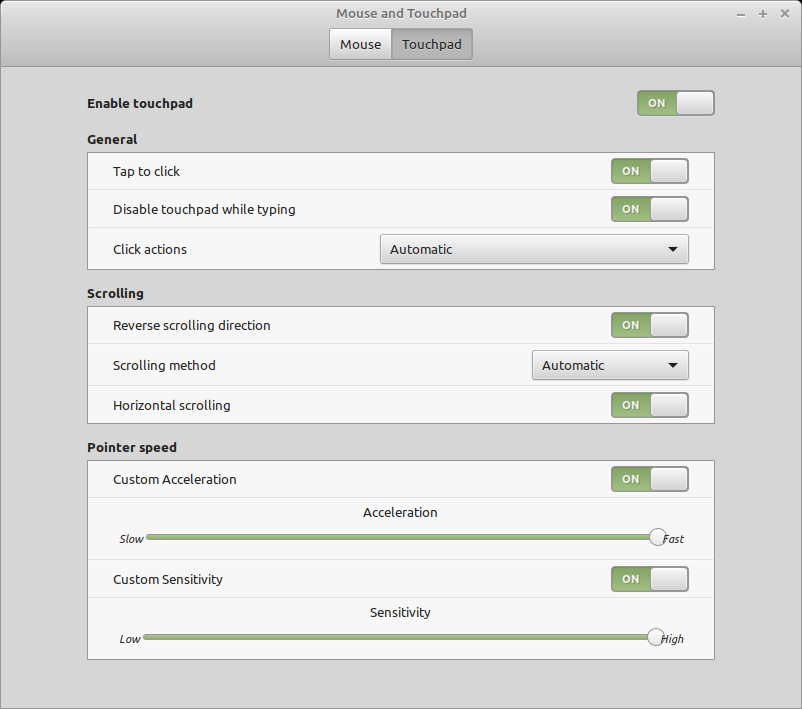 Mouse and Touchpad
Mouse Touchpad
Enable touchpad ON
General
Tap to click ON
Disable touchpad while typing ON
Click actions Automatic
Scrolling
Reverse scrolling direction ON
Scrolling method Automatic
Horizontal scrolling ON
Pointer speed
Custom Acceleration ON
Acceleration
Slow Fast
Custom Sensitivity ON
Sensitivity
Low High